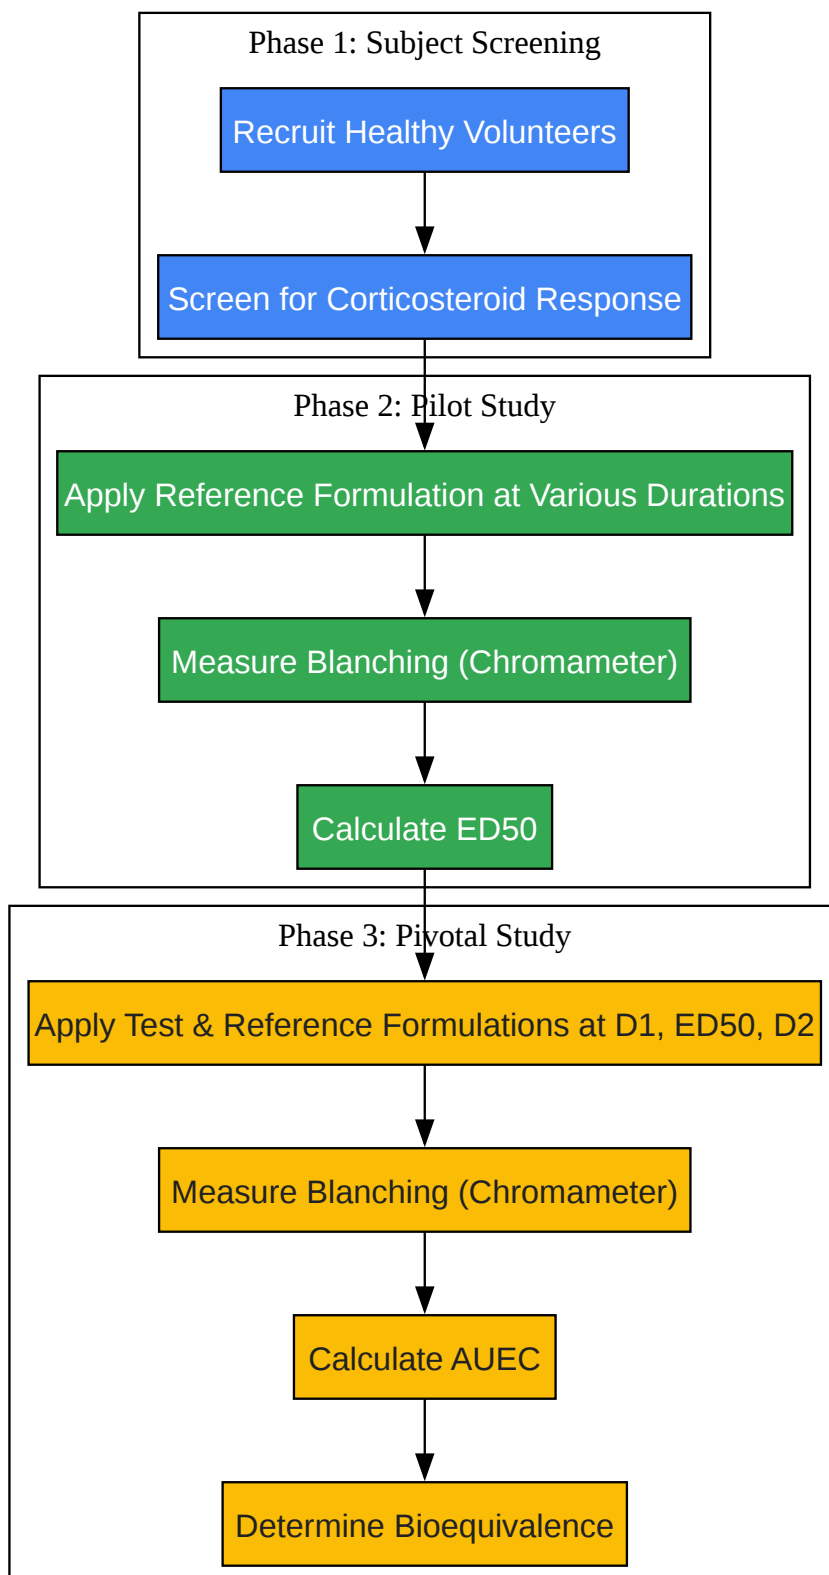 Phase 1: Subject Screening
Recruit Healthy Volunteers
Screen for Corticosteroid Response
Phase 2: Pilot Study
Apply Reference Formulation at Various Durations
Measure Blanching (Chromameter)
Calculate ED50
Phase 3: Pivotal Study
Apply Test & Reference Formulations at D1, ED50, D2
Measure Blanching (Chromameter)
Calculate AUEC
Determine Bioequivalence